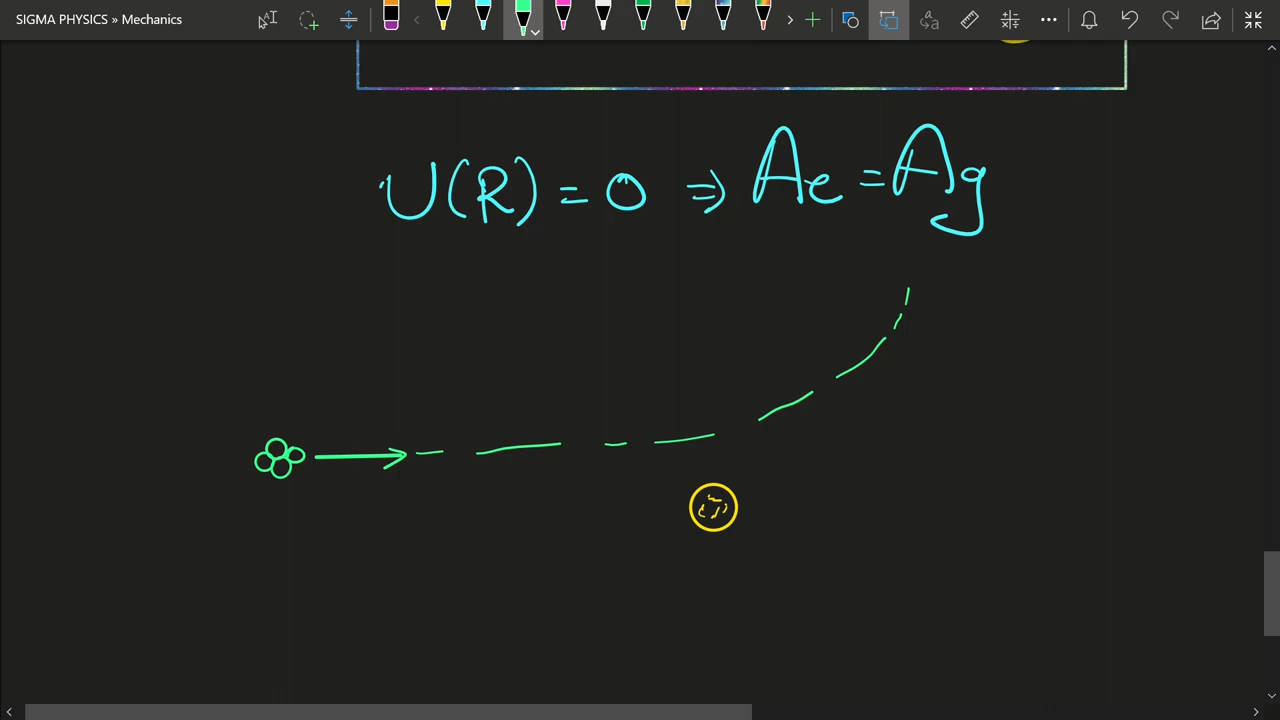 SIGMA PHYSICS » Mechanics
U(R) = 0 ⇒ Ae = Ag